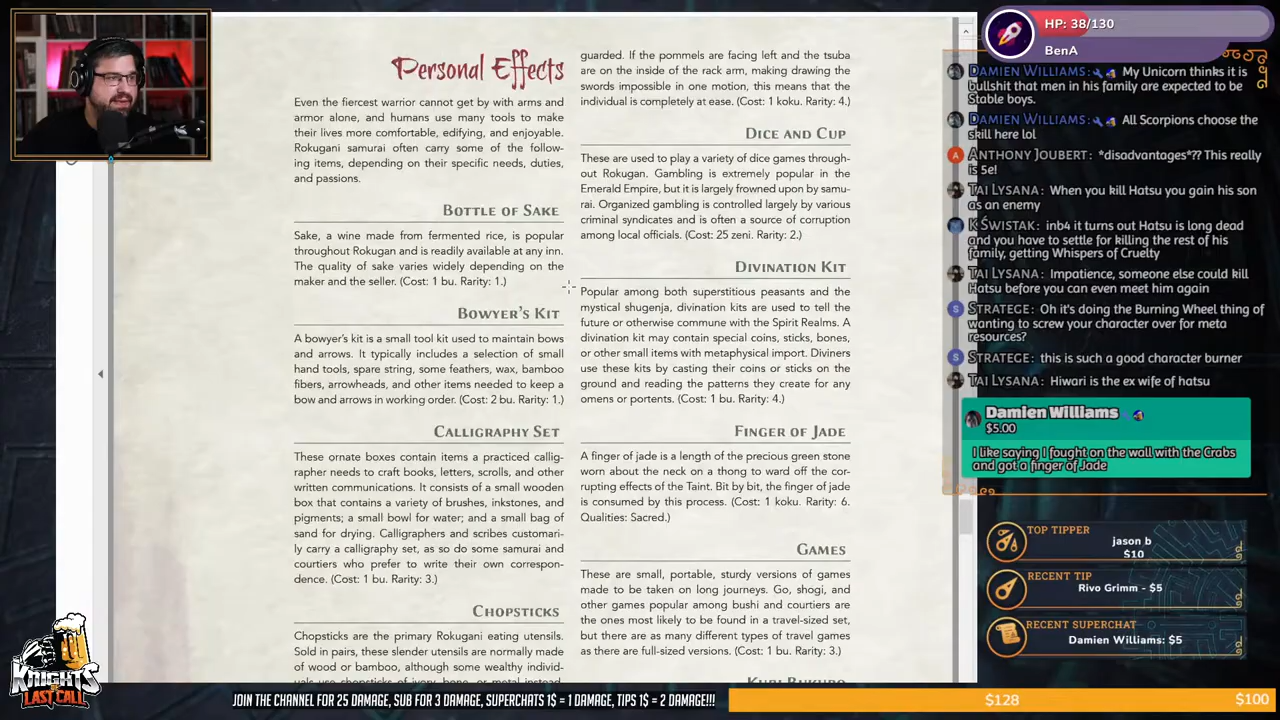 Personal Effects
Even the fiercest warrior cannot get by with arms and
armor alone, and humans use many tools to make
their lives more comfortable, edifying, and enjoyable.
Rokugani samurai often carry some of the follow-
ing items, depending on their specific needs, duties,
and passions.
Bottle of Sake
Sake, a wine made from fermented rice, is popular
throughout Rokugan and is readily available at any inn.
The quality of sake varies widely depending on the
maker and the seller. (Cost: 1 bu. Rarity: 1.)
Bowyer's Kit
A bowyer's kit is a small tool kit used to maintain bows
and arrows. It typically includes a selection of small
hand tools, spare string, some feathers, wax, bamboo
fibers, arrowheads, and other items needed to keep a
bow and arrows in working order. (Cost: 2 bu. Rarity: 1.)
Calligraphy Set
These ornate boxes contain items a practiced callig-
rapher needs to craft books, letters, scrolls, and other
written communications. It consists of a small wooden
box that contains a variety of brushes, inkstones, and
pigments; a small bowl for water; and a small bag of
sand for drying. Calligraphers and scribes customari-
ly carry a calligraphy set, as so do some samurai and
courtiers who prefer to write their own correspon-
dence. (Cost: 1 bu. Rarity: 3.)
Chopsticks
Chopsticks are the primary Rokugani eating utensils.
Sold in pairs, these slender utensils are normally made
of wood or bamboo, although some wealthy individ-
uals use chopsticks of ivory, bone, or metal instead.
guarded. If the pommels are facing left and the tsuba
are on the inside of the rack arm, making drawing the
swords impossible in one motion, this means that the
individual is completely at ease. (Cost: 1 koku. Rarity: 4.)
Dice and Cup
These are used to play a variety of dice games through-
out Rokugan. Gambling is extremely popular in the
Emerald Empire, but it is largely frowned upon by samu-
rai. Organized gambling is controlled largely by various
criminal syndicates and is often a source of corruption
among local officials. (Cost: 25 zeni. Rarity: 2.)
Divination Kit
Popular among both superstitious peasants and the
mystical shugenja, divination kits are used to tell the
future or otherwise commune with the Spirit Realms. A
divination kit may contain special coins, sticks, bones,
or other small items with metaphysical import. Diviners
use these kits by casting their coins or sticks on the
ground and reading the patterns they create for any
omens or portents. (Cost: 1 bu. Rarity: 4.)
Finger of Jade
A finger of jade is a length of the precious green stone
worn about the neck on a thong to ward off the cor-
rupting effects of the Taint. Bit by bit, the finger of jade
is consumed by this process. (Cost: 1 koku. Rarity: 6.
Qualities: Sacred.)
Games
These are small, portable, sturdy versions of games
made to be taken on long journeys. Go, shogi, and
other games popular among bushi and courtiers are
the ones most likely to be found in a travel-sized set,
but there are as many different types of travel games
as there are full-sized versions. (Cost: 1 bu. Rarity: 3.)
HP: 38/130
BenA
Damien Williams: My Unicorn thinks it is
bullshit that men in his family are expected to be
Stable boys.
Damien Williams: All Scorpions choose the
skill here lol
A Anthony Joubert: *disadvantages*?? This really
is 5e!
Tai Lysana: When you kill Hatsu you gain his son
as an enemy
K Świstak: inb4 it turns out Hatsu is long dead
and you have to settle for killing the rest of his
family, getting Whispers of Cruelty
Tai Lysana: Impatience, someone else could kill
Hatsu before you can even meet him again
S Stratege: Oh it's doing the Burning Wheel thing of
wanting to screw your character over for meta
resources?
S Stratege: this is such a good character burner
Tai Lysana: Hiwari is the ex wife of hatsu
Damien Williams
$5.00
I like saying I fought on the wall with the Crabs
and got a finger of Jade
TOP TIPPER
jason b
$10
RECENT TIP
Rivo Grimm - $5
RECENT SUPERCHAT
Damien Williams: $5
KNIGHTS
LAST CALL
JOIN THE CHANNEL FOR 25 DAMAGE, SUB FOR 3 DAMAGE, SUPERCHATS 1$ = 1 DAMAGE, TIPS 1$ = 2 DAMAGE!!!
$128
$100